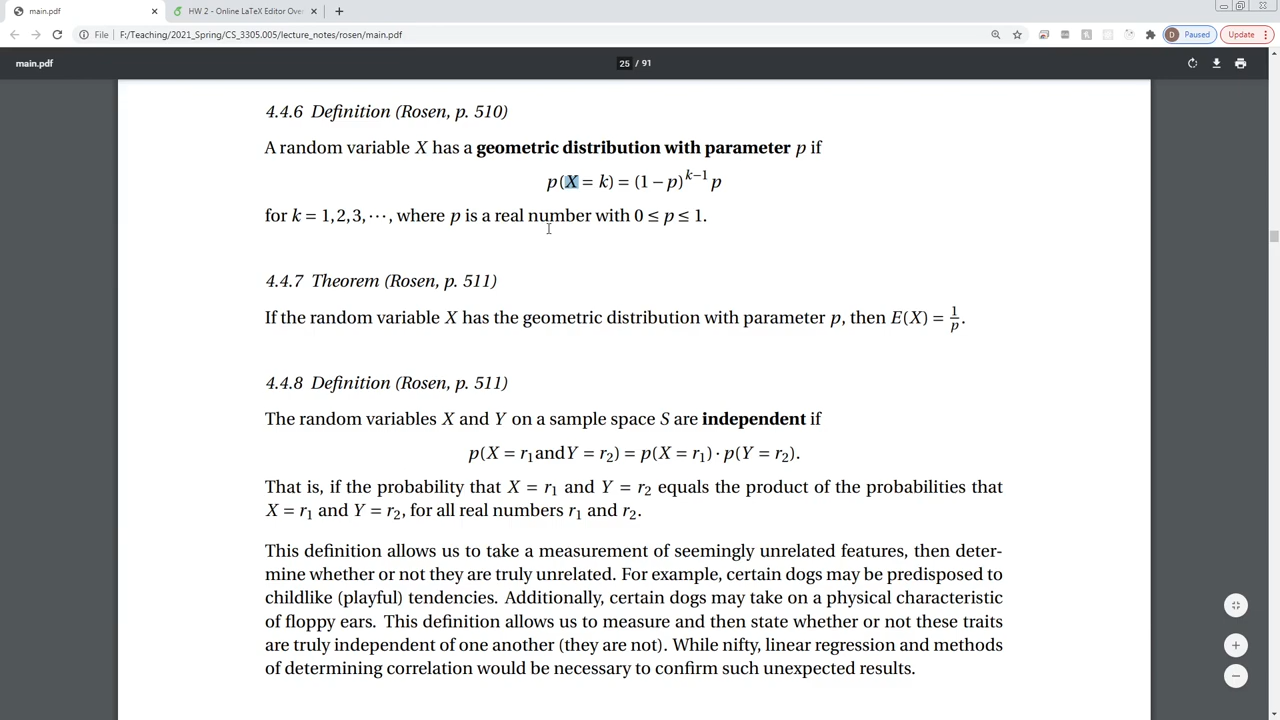 main.pdf
HW 2 - Online LaTeX Editor Over
File
F:/Teaching/2021_Spring/CS_3305.005/lecture_notes/rosen/main.pdf
D
Paused
Update
main.pdf
25 / 91
4.4.6 Definition (Rosen, p. 510)
A random variable X has a geometric distribution with parameter p if
p(X = k) = (1 − p)^{k−1} p
for k = 1,2,3,⋯, where p is a real number with 0 ≤ p ≤ 1.
4.4.7 Theorem (Rosen, p. 511)
If the random variable X has the geometric distribution with parameter p, then E(X) = 1/p.
4.4.8 Definition (Rosen, p. 511)
The random variables X and Y on a sample space S are independent if
p(X = r₁andY = r₂) = p(X = r₁) · p(Y = r₂).
That is, if the probability that X = r₁ and Y = r₂ equals the product of the probabilities that
X = r₁ and Y = r₂, for all real numbers r₁ and r₂.
This definition allows us to take a measurement of seemingly unrelated features, then deter-
mine whether or not they are truly unrelated. For example, certain dogs may be predisposed to
childlike (playful) tendencies. Additionally, certain dogs may take on a physical characteristic
of floppy ears. This definition allows us to measure and then state whether or not these traits
are truly independent of one another (they are not). While nifty, linear regression and methods
of determining correlation would be necessary to confirm such unexpected results.